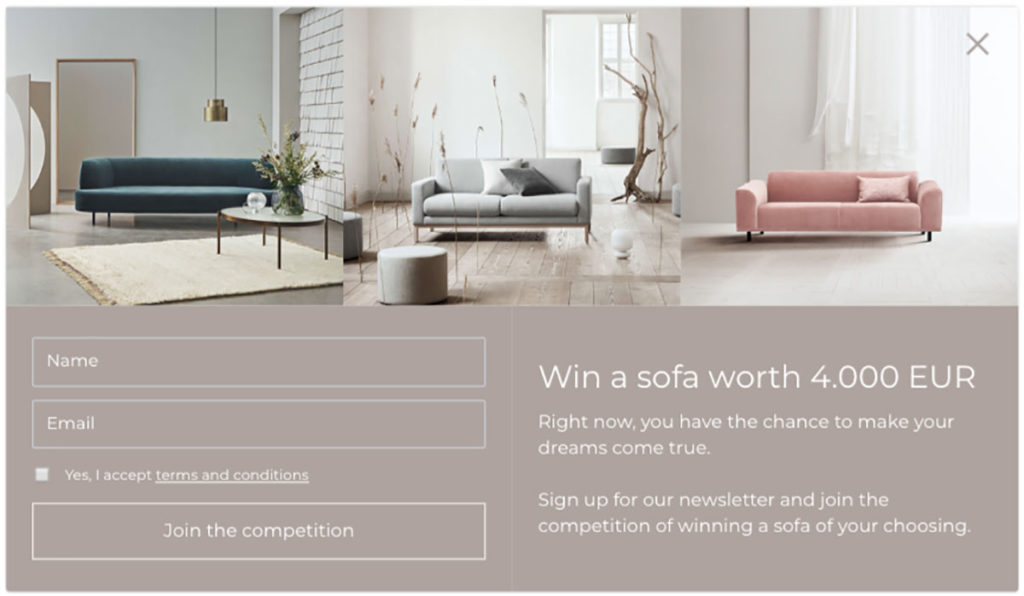 Name
Email
Yes, I accept terms and conditions
Join the competition
Win a sofa worth 4.000 EUR
Right now, you have the chance to make your
dreams come true.
Sign up for our newsletter and join the
competition of winning a sofa of your choosing.